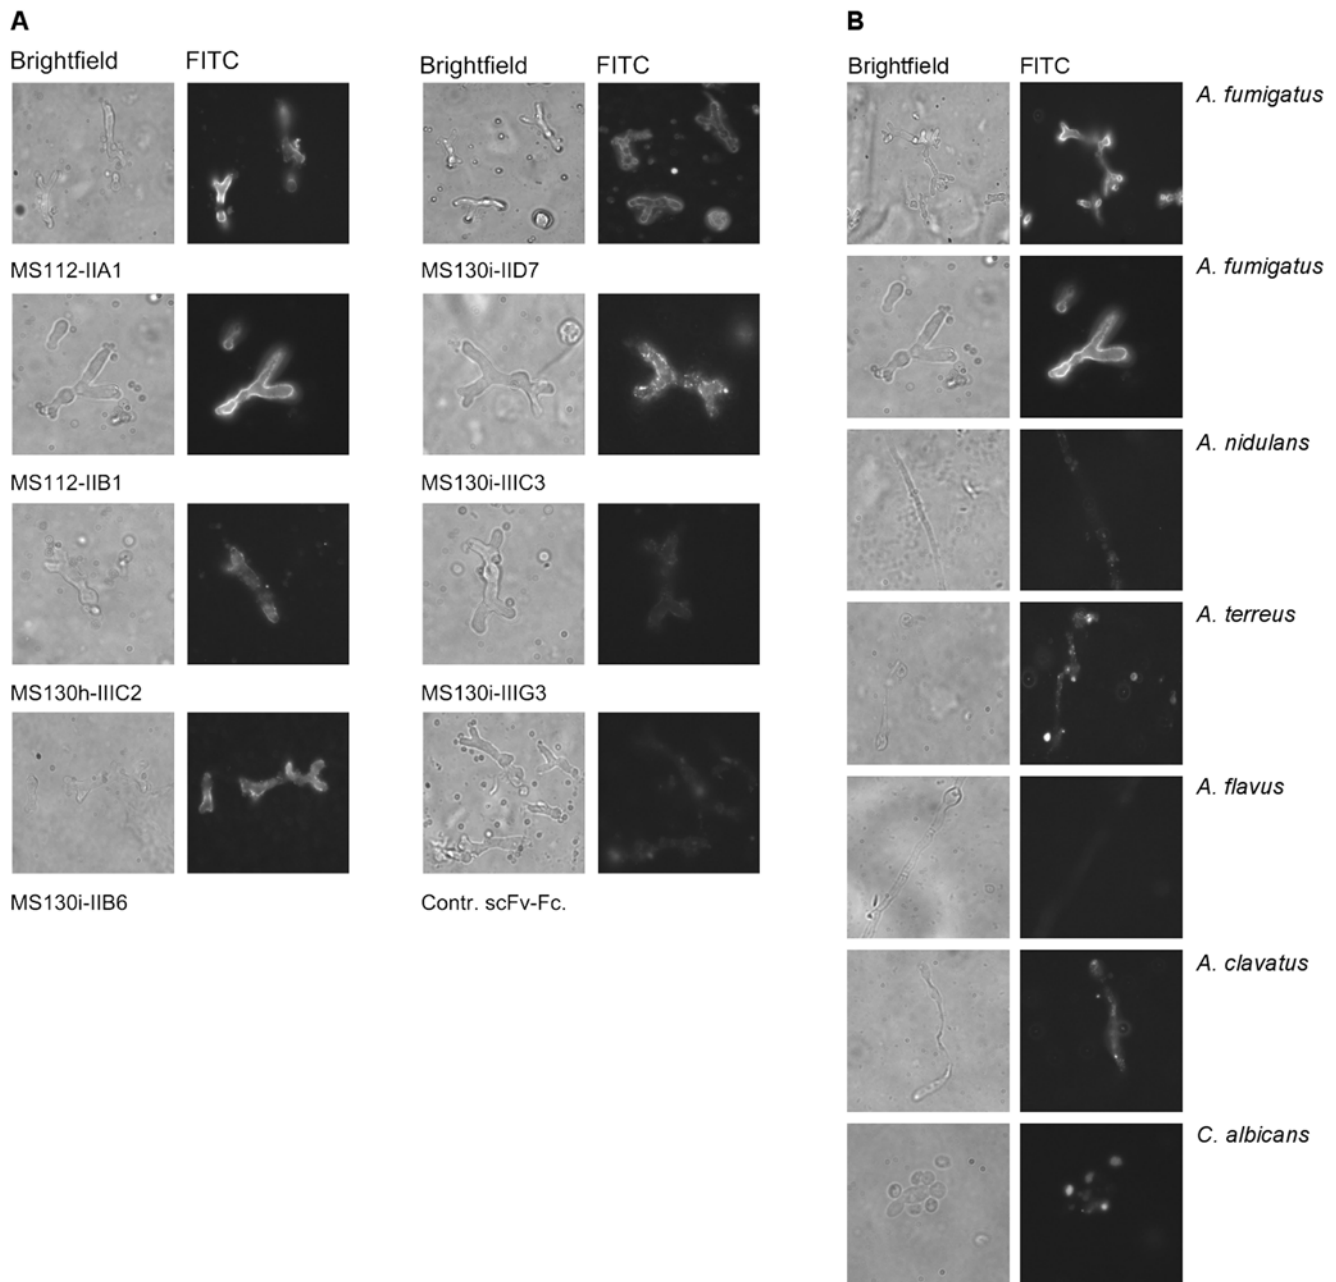 A
Brightfield FITC
Brightfield FITC
MS112-IIA1
MS130i-IID7
MS112-IIB1
MS130i-IIIC3
MS130h-IIIC2
MS130i-IIIG3
MS130i-IIB6
Contr. scFv-Fc.
B
Brightfield FITC
A. fumigatus
A. fumigatus
A. nidulans
A. terreus
A. flavus
A. clavatus
C. albicans